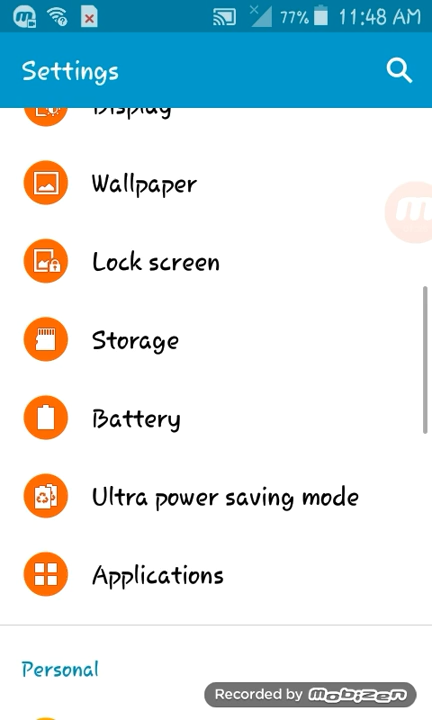 77% 11:48 AM
Settings
Display
Wallpaper
Lock screen
Storage
Battery
Ultra power saving mode
Applications
Personal
Recorded by mobizen